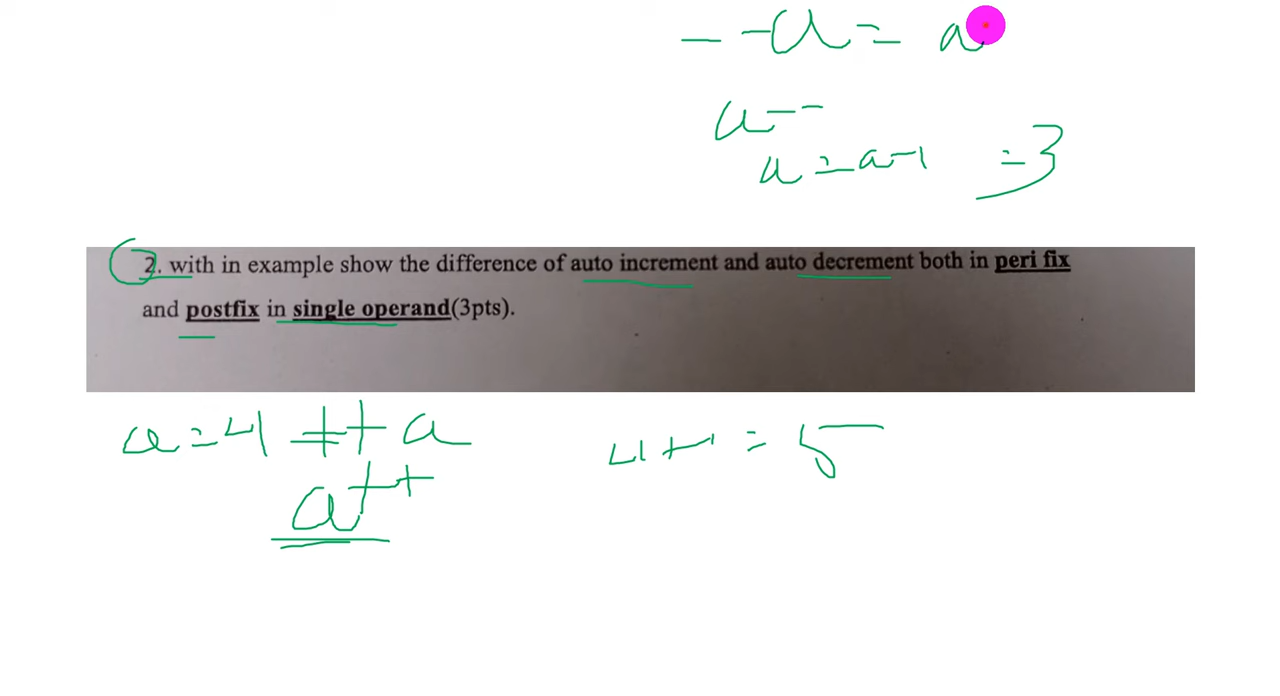 --a = a
a--
a = a-1 = 3
2. with in example show the difference of auto increment and auto decrement both in peri fix
and postfix in single operand(3pts).
a = 4 ++ a 4+1 = 5
a++